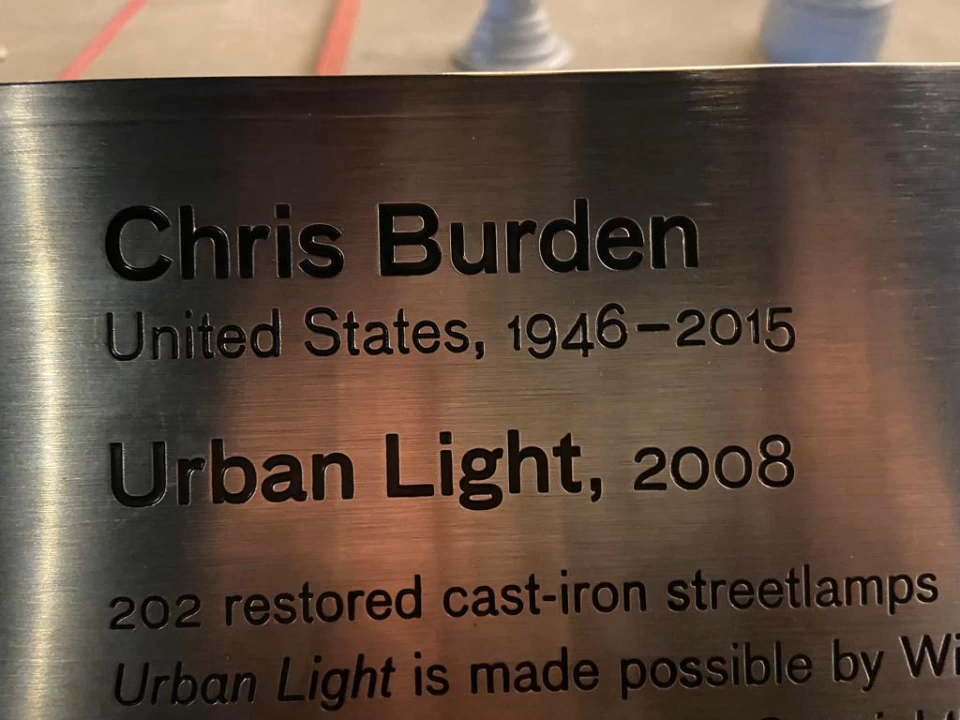 Chris Burden
United States, 1946–2015
Urban Light, 2008
202 restored cast-iron streetlamps
Urban Light is made possible by